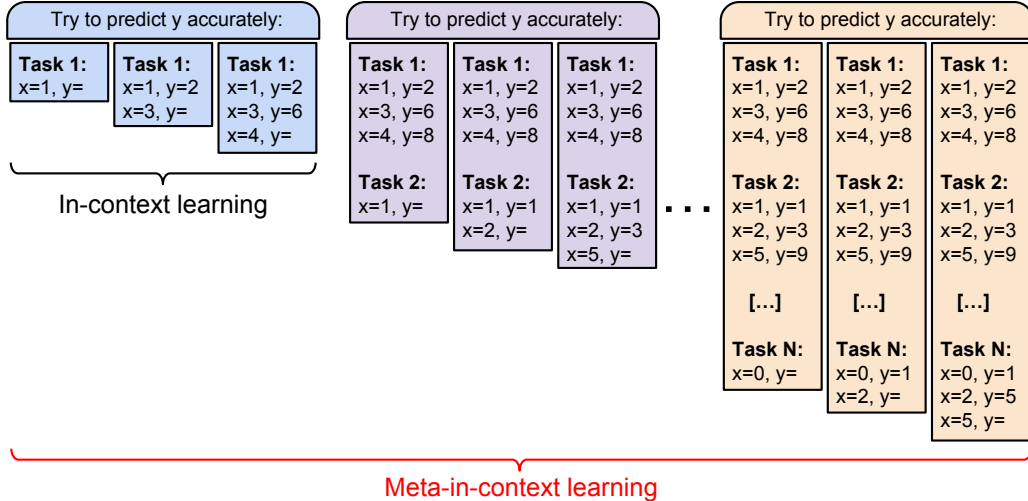 Try to predict y accurately:
Task 1:
x=1, y=
Task 1:
x=1, y=2
x=3, y=
Task 1:
x=1, y=2
x=3, y=6
x=4, y=
In-context learning
Try to predict y accurately:
Task 1:
x=1, y=2
x=3, y=6
x=4, y=8
Task 2:
x=1, y=
Task 1:
x=1, y=2
x=3, y=6
x=4, y=8
Task 2:
x=1, y=1
x=2, y=
Task 1:
x=1, y=2
x=3, y=6
x=4, y=8
Task 2:
x=1, y=1
x=2, y=3
x=5, y=
...
Try to predict y accurately:
Task 1:
x=1, y=2
x=3, y=6
x=4, y=8
Task 2:
x=1, y=1
x=2, y=3
x=5, y=9
[...]
Task N:
x=0, y=
Task 1:
x=1, y=2
x=3, y=6
x=4, y=8
Task 2:
x=1, y=1
x=2, y=3
x=5, y=9
[...]
Task N:
x=0, y=1
x=2, y=
Task 1:
x=1, y=2
x=3, y=6
x=4, y=8
Task 2:
x=1, y=1
x=2, y=3
x=5, y=9
[...]
Task N:
x=0, y=1
x=2, y=5
x=5, y=
Meta-in-context learning